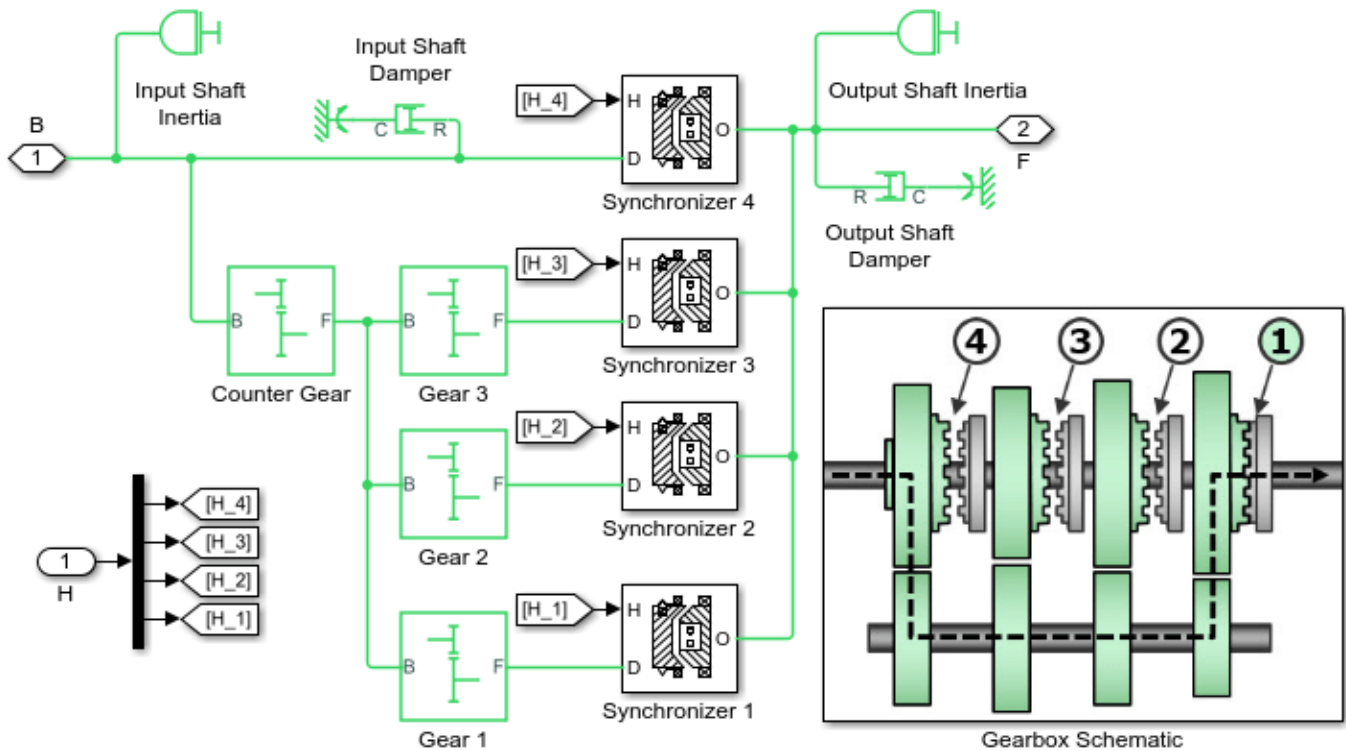 Input Shaft
Inertia
Input Shaft
Damper
C
R
[H_4]
H
D
O
Synchronizer 4
Output Shaft Inertia
B
1
2
F
R
C
Output Shaft
Damper
B
F
Counter Gear
B
F
Gear 3
[H_3]
H
D
O
Synchronizer 3
B
F
Gear 2
[H_2]
H
D
O
Synchronizer 2
B
F
Gear 1
[H_1]
H
D
O
Synchronizer 1
1
H
[H_4]
[H_3]
[H_2]
[H_1]
4
3
2
1
Gearbox Schematic